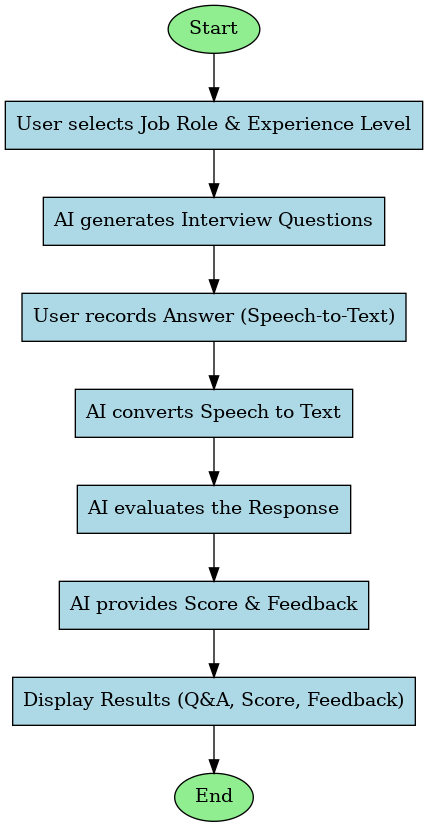 Start
User selects Job Role & Experience Level
AI generates Interview Questions
User records Answer (Speech-to-Text)
AI converts Speech to Text
AI evaluates the Response
AI provides Score & Feedback
Display Results (Q&A, Score, Feedback)
End